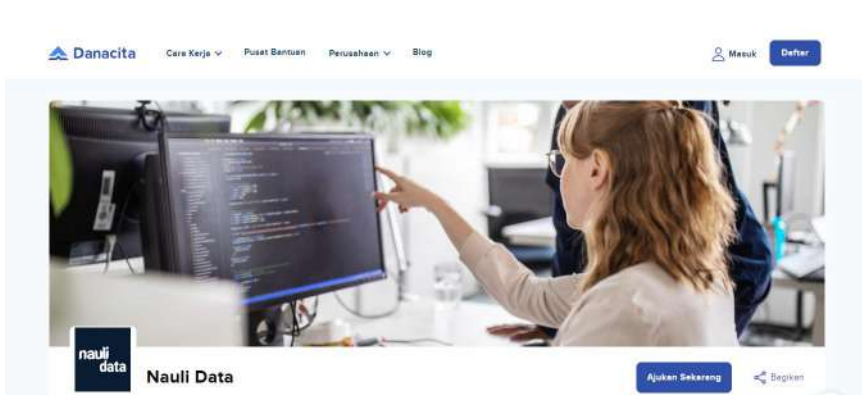 Danacita
Cara Kerja
Pusat Bantuan
Perusahaan
Blog
Masuk
Daftar
nauli
data
Nauli Data
Ajukan Sekarang
Bagikan